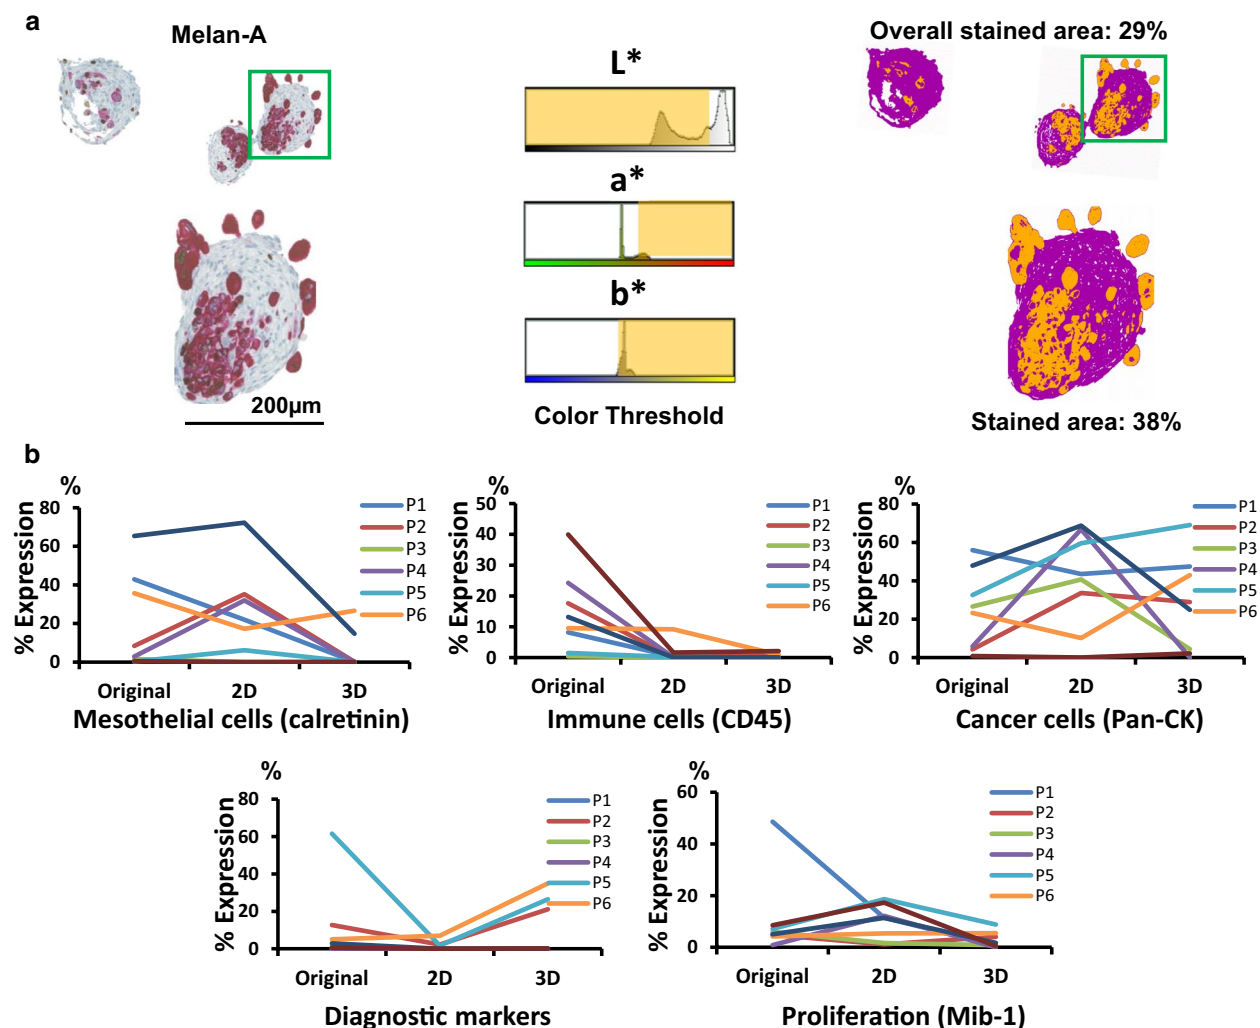 a
Melan-A
Overall stained area: 29%
L*
a*
b*
200µm
Color Threshold
Stained area: 38%
b
%
% Expression
80
60
40
20
0
Original 2D 3D
Mesothelial cells (calretinin)
P1
P2
P3
P4
P5
P6
%
% Expression
50
40
30
20
10
0
Original 2D 3D
Immune cells (CD45)
P1
P2
P3
P4
P5
P6
%
% Expression
80
60
40
20
0
Original 2D 3D
Cancer cells (Pan-CK)
P1
P2
P3
P4
P5
P6
%
% Expression
80
60
40
20
0
Original 2D 3D
Diagnostic markers
P1
P2
P3
P4
P5
P6
%
% Expression
60
40
20
0
Original 2D 3D
Proliferation (Mib-1)
P1
P2
P3
P4
P5
P6